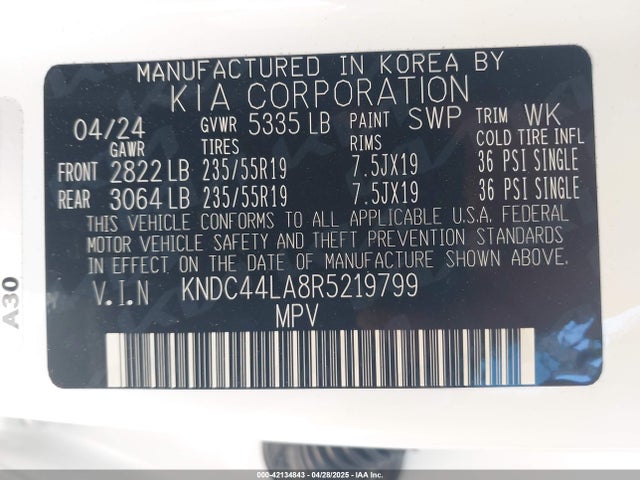 MANUFACTURED IN KOREA BY
KIA CORPORATION
04/24 GVWR 5335 LB PAINT SWP TRIM WK
GAWR TIRES RIMS COLD TIRE INFL
FRONT 2822 LB 235/55R19 7.5JX19 36 PSI SINGLE
REAR 3064 LB 235/55R19 7.5JX19 36 PSI SINGLE
THIS VEHICLE CONFORMS TO ALL APPLICABLE U.S.A. FEDERAL
MOTOR VEHICLE SAFETY AND THEFT PREVENTION STANDARDS
IN EFFECT ON THE DATE OF MANUFACTURE SHOWN ABOVE.
V.I.N KNDC44LA8R5219799
MPV
A30
000-42134843 | 04/28/2025 | IAA Inc.